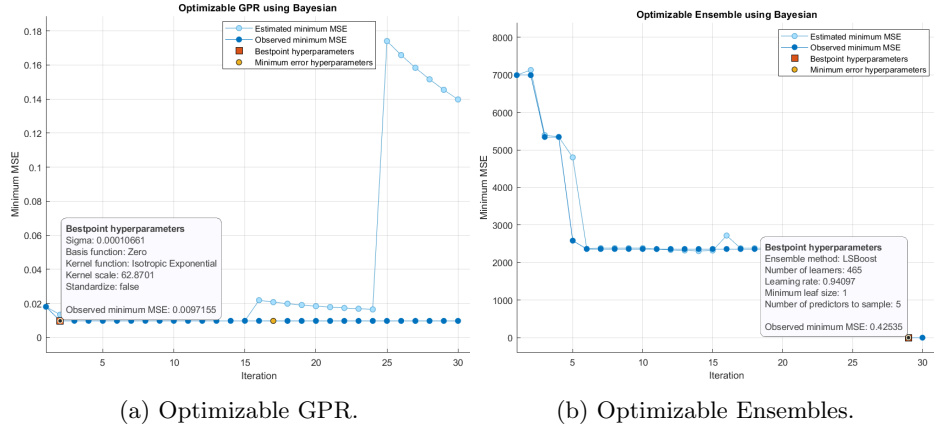 Optimizable GPR using Bayesian
Estimated minimum MSE
Observed minimum MSE
Bestpoint hyperparameters
Minimum error hyperparameters
0.18
0.16
0.14
0.12
0.1
0.08
0.06
0.04
0.02
0
Minimum MSE
Bestpoint hyperparameters
Sigma: 0.00010661
Basis function: Zero
Kernel function: Isotropic Exponential
Kernel scale: 62.8701
Standardize: false
Observed minimum MSE: 0.0097155
5 10 15 20 25 30
Iteration
(a) Optimizable GPR.
Optimizable Ensemble using Bayesian
Estimated minimum MSE
Observed minimum MSE
Bestpoint hyperparameters
Minimum error hyperparameters
8000
7000
6000
5000
4000
3000
2000
1000
0
Minimum MSE
Bestpoint hyperparameters
Ensemble method: LSBoost
Number of learners: 465
Learning rate: 0.94097
Minimum leaf size: 1
Number of predictors to sample: 5
Observed minimum MSE: 0.42535
5 10 15 20 25 30
Iteration
(b) Optimizable Ensembles.